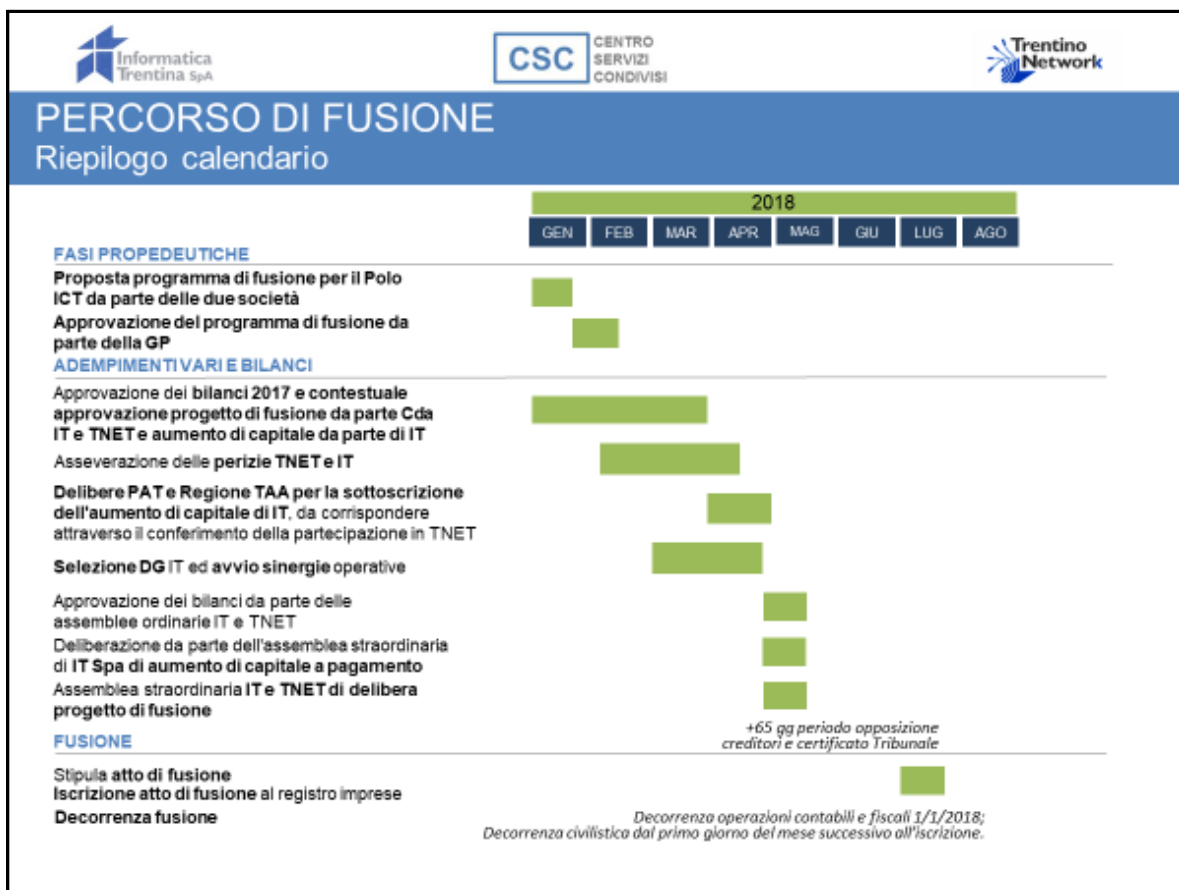 Informatica
Trentina SpA
CSC
CENTRO
SERVIZI
CONDIVISI
Trentino
Network
PERCORSO DI FUSIONE
Riepilogo calendario
2018
GEN FEB MAR APR MAG GIU LUG AGO
FASI PROPEDEUTICHE
Proposta programma di fusione per il Polo
ICT da parte delle due società
Approvazione del programma di fusione da
parte della GP
ADEMPIMENTI VARI E BILANCI
Approvazione dei bilanci 2017 e contestuale
approvazione progetto di fusione da parte Cda
IT e TNET e aumento di capitale da parte di IT
Asseverazione delle perizie TNET e IT
Delibere PAT e Regione TAA per la sottoscrizione
dell'aumento di capitale di IT, da corrispondere
attraverso il conferimento della partecipazione in TNET
Selezione DG IT ed avvio sinergie operative
Approvazione dei bilanci da parte delle
assemblee ordinarie IT e TNET
Deliberazione da parte dell'assemblea straordinaria
di IT Spa di aumento di capitale a pagamento
Assemblea straordinaria IT e TNET di delibera
progetto di fusione
+65 gg periodo opposizione
creditori e certificato Tribunale
FUSIONE
Stipula atto di fusione
Iscrizione atto di fusione al registro imprese
Decorrenza fusione
Decorrenza operazioni contabili e fiscali 1/1/2018;
Decorrenza civilistica dal primo giorno del mese successivo all'iscrizione.